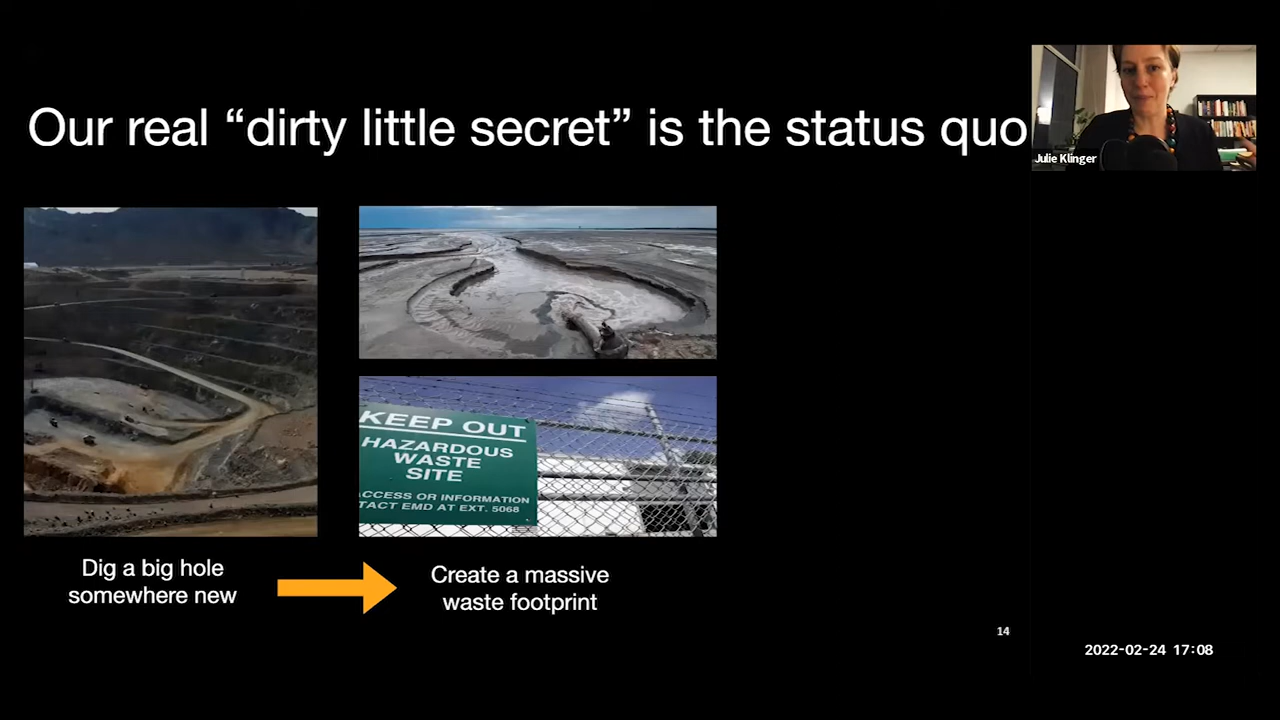 Our real “dirty little secret” is the status quo
Julie Klinger
KEEP OUT
HAZARDOUS
WASTE
SITE
ACCESS OR INFORMATION
TACT EMD AT EXT. 5068
Dig a big hole
somewhere new
Create a massive
waste footprint
14
2022-02-24 17:08